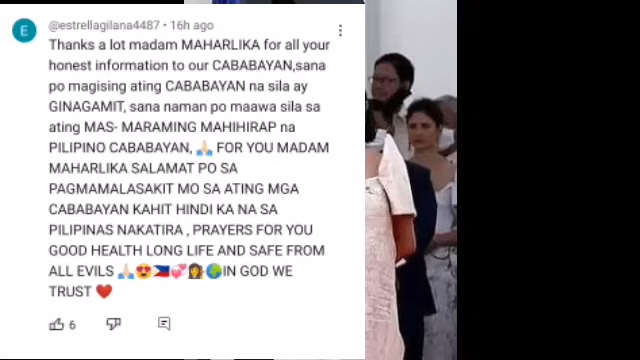 E
@estrellagilana4487 • 16h ago
Thanks a lot madam MAHARLIKA for all your
honest information to our CABABAYAN,sana
po magising ating CABABAYAN na sila ay
GINAGAMIT, sana naman po maawa sila sa
ating MAS- MARAMING MAHIHIRAP na
PILIPINO CABABAYAN, 🙏🏻 FOR YOU MADAM
MAHARLIKA SALAMAT PO SA
PAGMAMALASAKIT MO SA ATING MGA
CABABAYAN KAHIT HINDI KA NA SA
PILIPINAS NAKATIRA , PRAYERS FOR YOU
GOOD HEALTH LONG LIFE AND SAFE FROM
ALL EVILS 🙏🏻😍🇵🇭💞👩🌍IN GOD WE
TRUST ❤️
6